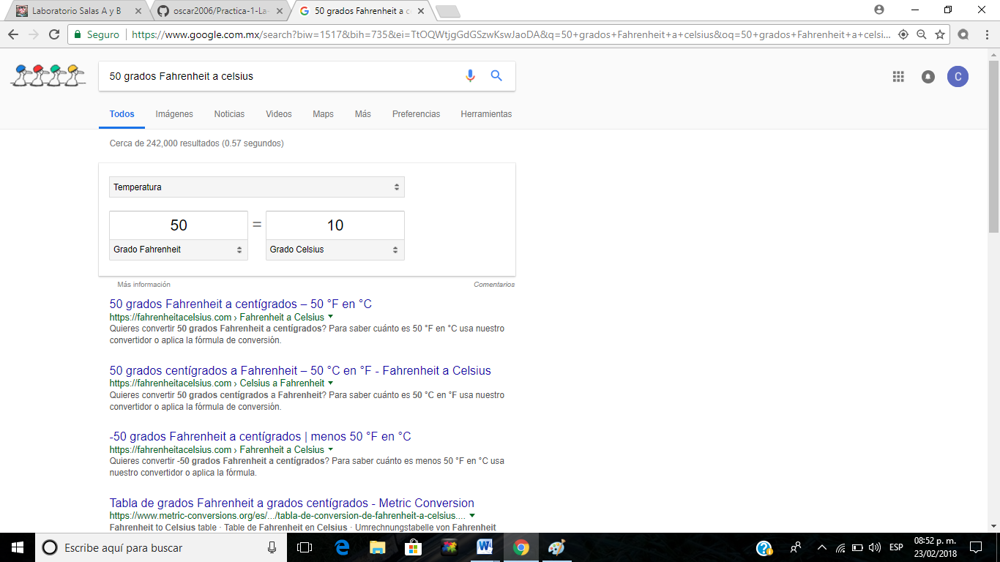 Laboratorio Salas A y B
oscar2006/Practica-1-La-
50 grados Fahrenheit a c
Seguro
https://www.google.com.mx/search?biw=1517&bih=735&ei=TtOQWtjgGdGSzwKswJaoDA&q=50+grados+Fahrenheit+a+celsius&oq=50+grados+Fahrenheit+a+celsi...
50 grados Fahrenheit a celsius
C
Todos Imágenes Noticias Videos Maps Más Preferencias Herramientas
Cerca de 242,000 resultados (0.57 segundos)
Temperatura
50 = 10
Grado Fahrenheit Grado Celsius
Más información Comentarios
50 grados Fahrenheit a centígrados – 50 °F en °C
https://fahrenheitacelsius.com › Fahrenheit a Celsius
Quieres convertir 50 grados Fahrenheit a centígrados? Para saber cuánto es 50 °F en °C usa nuestro
convertidor o aplica la fórmula de conversión.
50 grados centígrados a Fahrenheit – 50 °C en °F - Fahrenheit a Celsius
https://fahrenheitacelsius.com › Celsius a Fahrenheit
Quieres convertir 50 grados centígrados a Fahrenheit? Para saber cuánto es 50 °C en °F usa nuestro
convertidor o aplica la fórmula de conversión.
-50 grados Fahrenheit a centígrados | menos 50 °F en °C
https://fahrenheitacelsius.com › Fahrenheit a Celsius
Quieres convertir -50 grados Fahrenheit a centígrados? Para saber cuánto es menos 50 °F en °C usa
nuestro convertidor o aplica la fórmula.
Tabla de grados Fahrenheit a grados centígrados - Metric Conversion
https://www.metric-conversions.org/es/.../tabla-de-conversion-de-fahrenheit-a-celsius....
Fahrenheit to Celsius table · Table de Fahrenheit en Celsius · Umrechnungstabelle von Fahrenheit
Escribe aquí para buscar
ESP
08:52 p. m.
23/02/2018